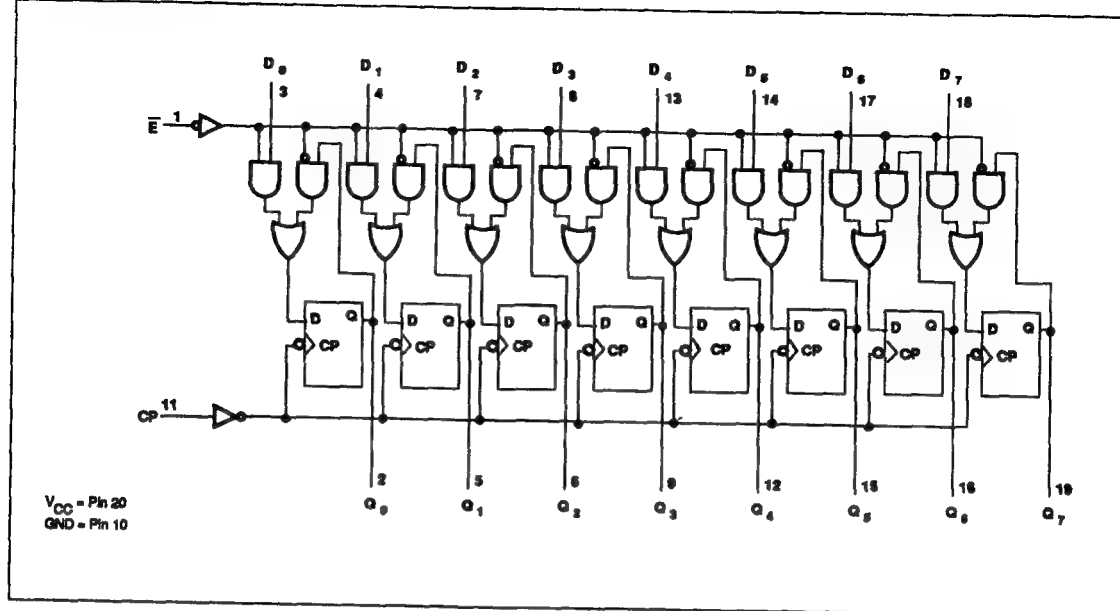 D0 D1 D2 D3 D4 D5 D6 D7
3 4 7 8 13 14 17 18
E 1
D Q D Q D Q D Q D Q D Q D Q D Q
CP CP CP CP CP CP CP CP
CP 11
2 5 6 9 12 15 16 19
Q0 Q1 Q2 Q3 Q4 Q5 Q6 Q7
VCC = Pin 20
GND = Pin 10